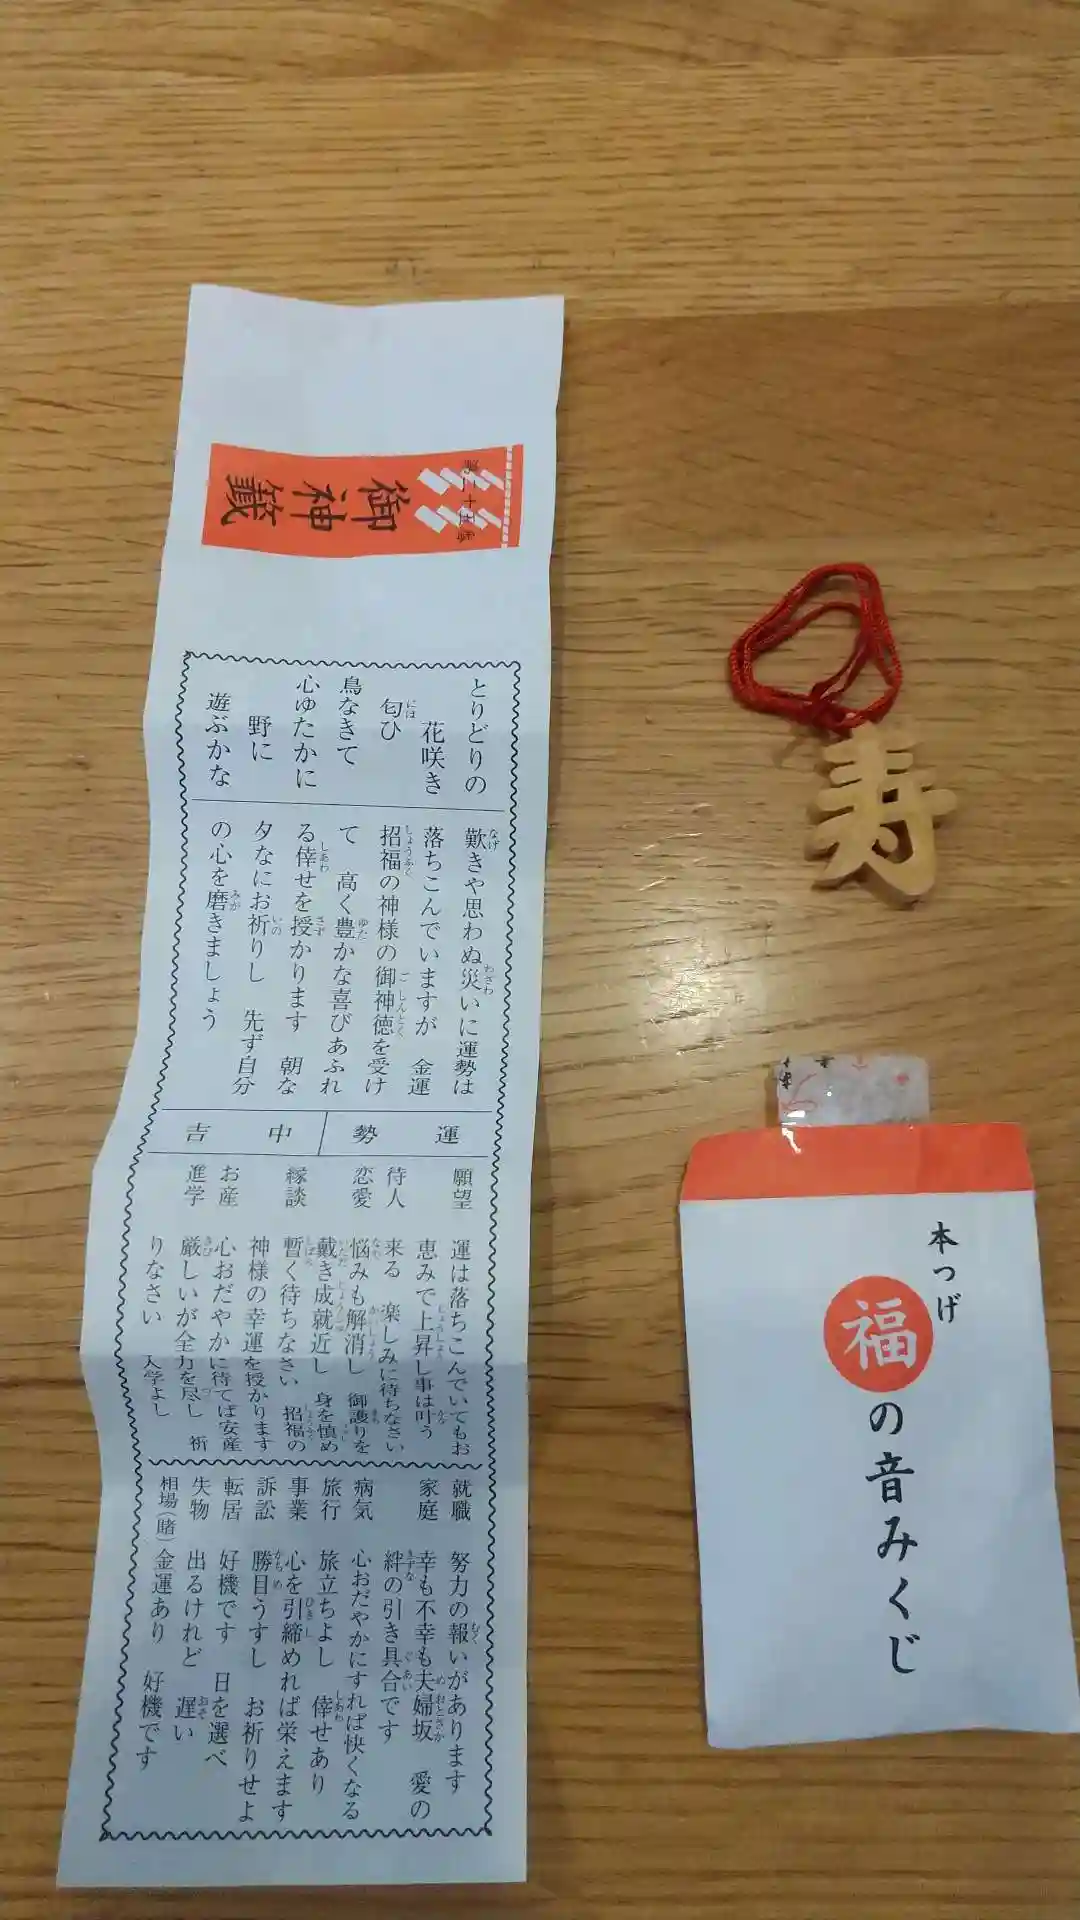 御神籤
第二十五番
とりどりの
花咲き
匂ひ
鳥なきて
心ゆたかに
野に
遊ぶかな
歎きや思わぬ災いに運勢は
落ちこんでいますが 金運
招福の神様の御神徳を受け
て 高く豊かな喜びあふれ
る倖せを授かります 朝な
夕なにお祈りし 先ず自分
の心を磨きましょう
運勢 中吉
願望 運は落ちこんでいてもお
恵みで上昇し事は叶う
待人 来る 楽しみに待ちなさい
恋愛 悩みも解消し 御護りを
戴き成就近し 身を慎め
縁談 暫く待ちなさい 招福の
神様の幸運を授かります
お産 心おだやかに待てば安産
進学 厳しいが全力を尽し 祈
りなさい 入学よし
就職 努力の報いがあります
家庭 幸も不幸も夫婦坂 愛の
絆の引き具合です
病気 心おだやかにすれば快くなる
旅行 旅立ちよし 倖せあり
事業 心を引締めれば栄えます
訴訟 勝目うすし お祈りせよ
転居 好機です 日を選べ
失物 出るけれど 遅い
相場(賭) 金運あり 好機です
寿
本つげ
福の音みくじ